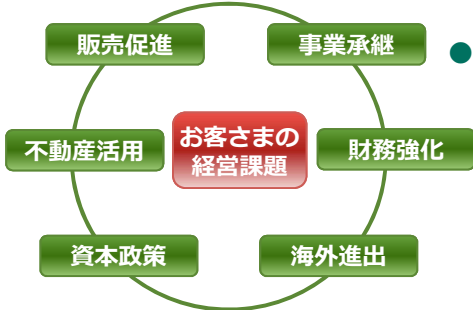 販売促進
事業承継
不動産活用
お客さまの
経営課題
財務強化
資本政策
海外進出